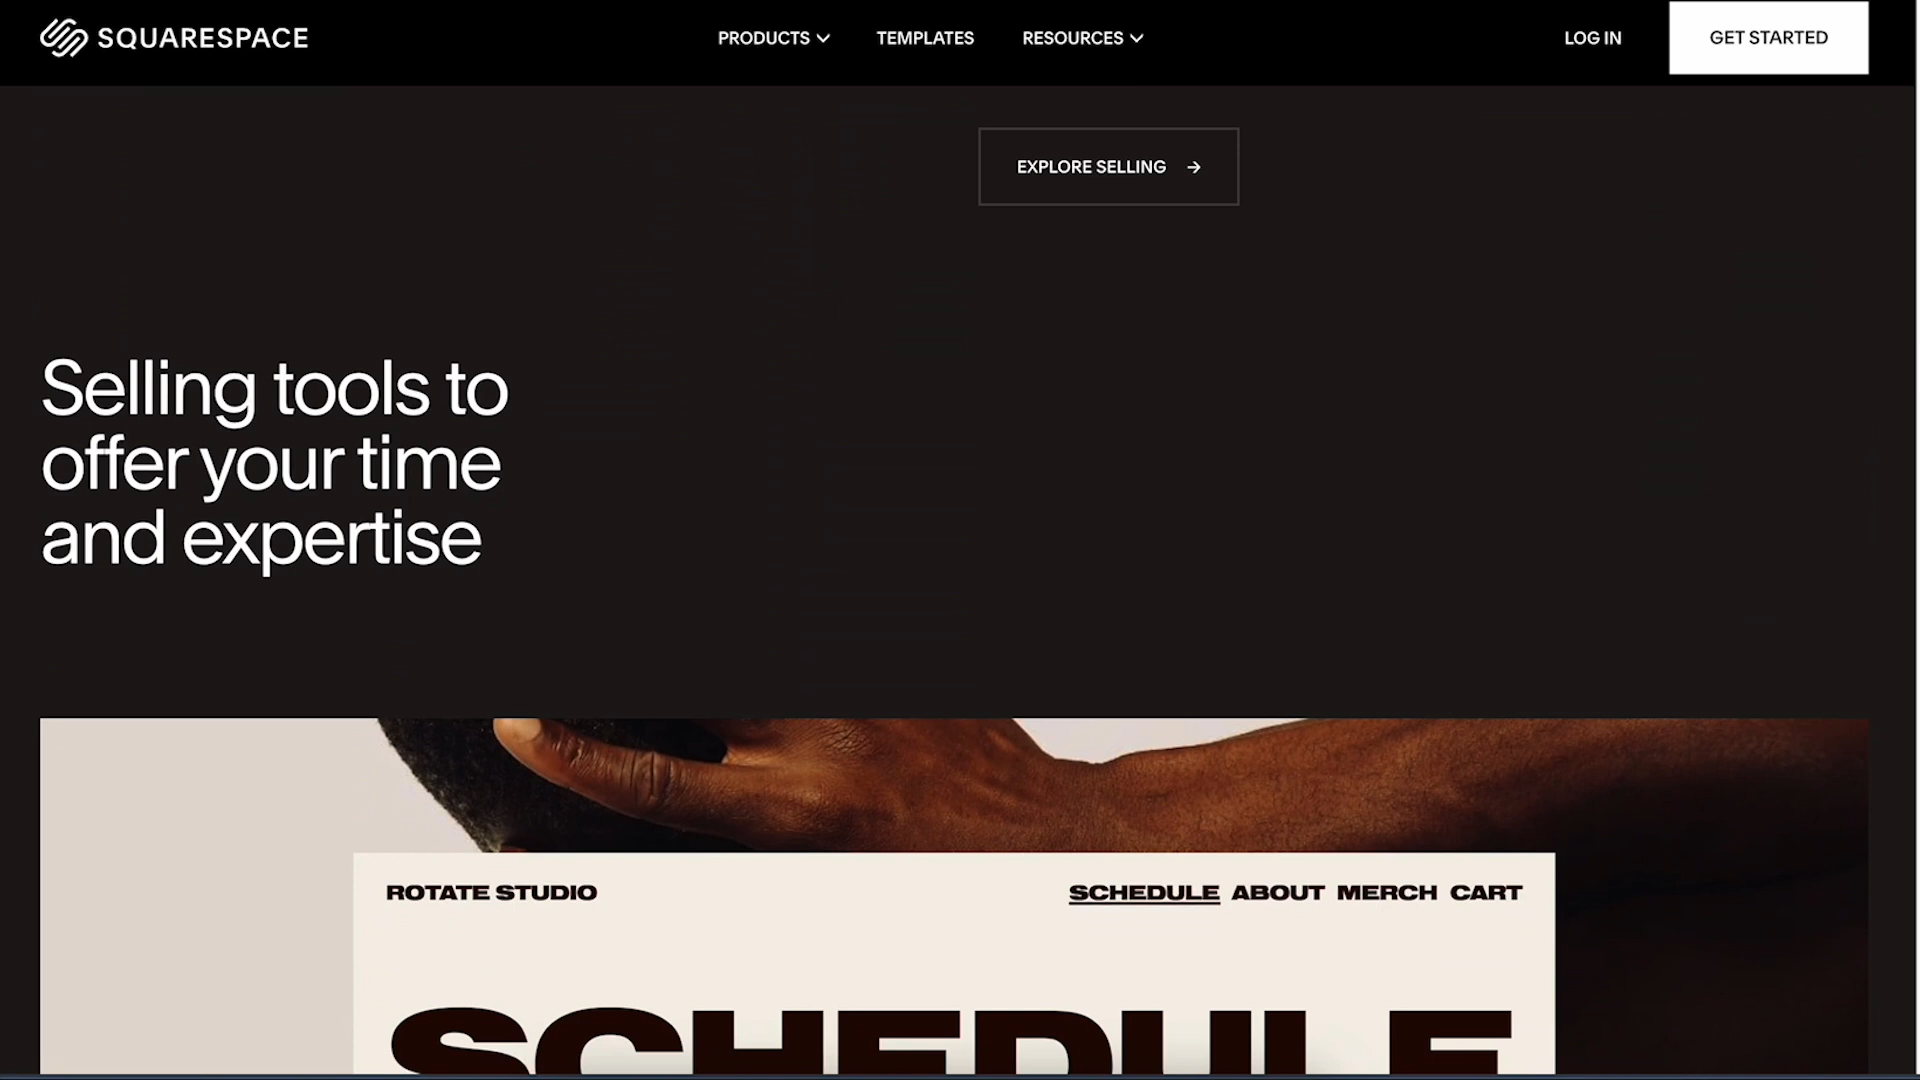 SQUARESPACE
PRODUCTS TEMPLATES RESOURCES
LOG IN
GET STARTED
EXPLORE SELLING →
Selling tools to
offer your time
and expertise
ROTATE STUDIO
SCHEDULE ABOUT MERCH CART
SCHEDULE